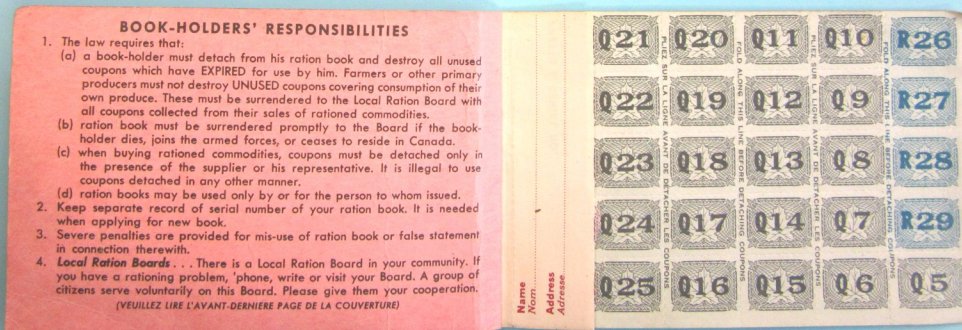 BOOK-HOLDERS' RESPONSIBILITIES
1. The law requires that:
(a) a book-holder must detach from his ration book and destroy all unused
coupons which have EXPIRED for use by him. Farmers or other primary
producers must not destroy UNUSED coupons covering consumption of their
own produce. These must be surrendered to the Local Ration Board with
all coupons collected from their sales of rationed commodities.
(b) ration book must be surrendered promptly to the Board if the book-
holder dies, joins the armed forces, or ceases to reside in Canada.
(c) when buying rationed commodities, coupons must be detached only in
the presence of the supplier or his representative. It is illegal to use
coupons detached in any other manner.
(d) ration books may be used only by or for the person to whom issued.
2. Keep separate record of serial number of your ration book. It is needed
when applying for new book.
3. Severe penalties are provided for mis-use of ration book or false statement
in connection therewith.
4. Local Ration Boards . . . There is a Local Ration Board in your community. If
you have a rationing problem, 'phone, write or visit your Board. A group of
citizens serve voluntarily on this Board. Please give them your cooperation.
(VEUILLEZ LIRE L'AVANT-DERNIERE PAGE DE LA COUVERTURE)
Name
Nom
Address
Adresse
Q21 Q20 Q11 Q10 R26
Q22 Q19 Q12 Q9 R27
Q23 Q18 Q13 Q8 R28
Q24 Q17 Q14 Q7 R29
Q25 Q16 Q15 Q6 Q5
PLIEZ SUR LA LIGNE AVANT DE DÉTACHER LES COUPONS
FOLD ALONG THIS LINE BEFORE DETACHING COUPONS
PLIEZ SUR LA LIGNE AVANT DE DÉTACHER LES COUPONS
FOLD ALONG THIS LINE BEFORE DETACHING COUPONS